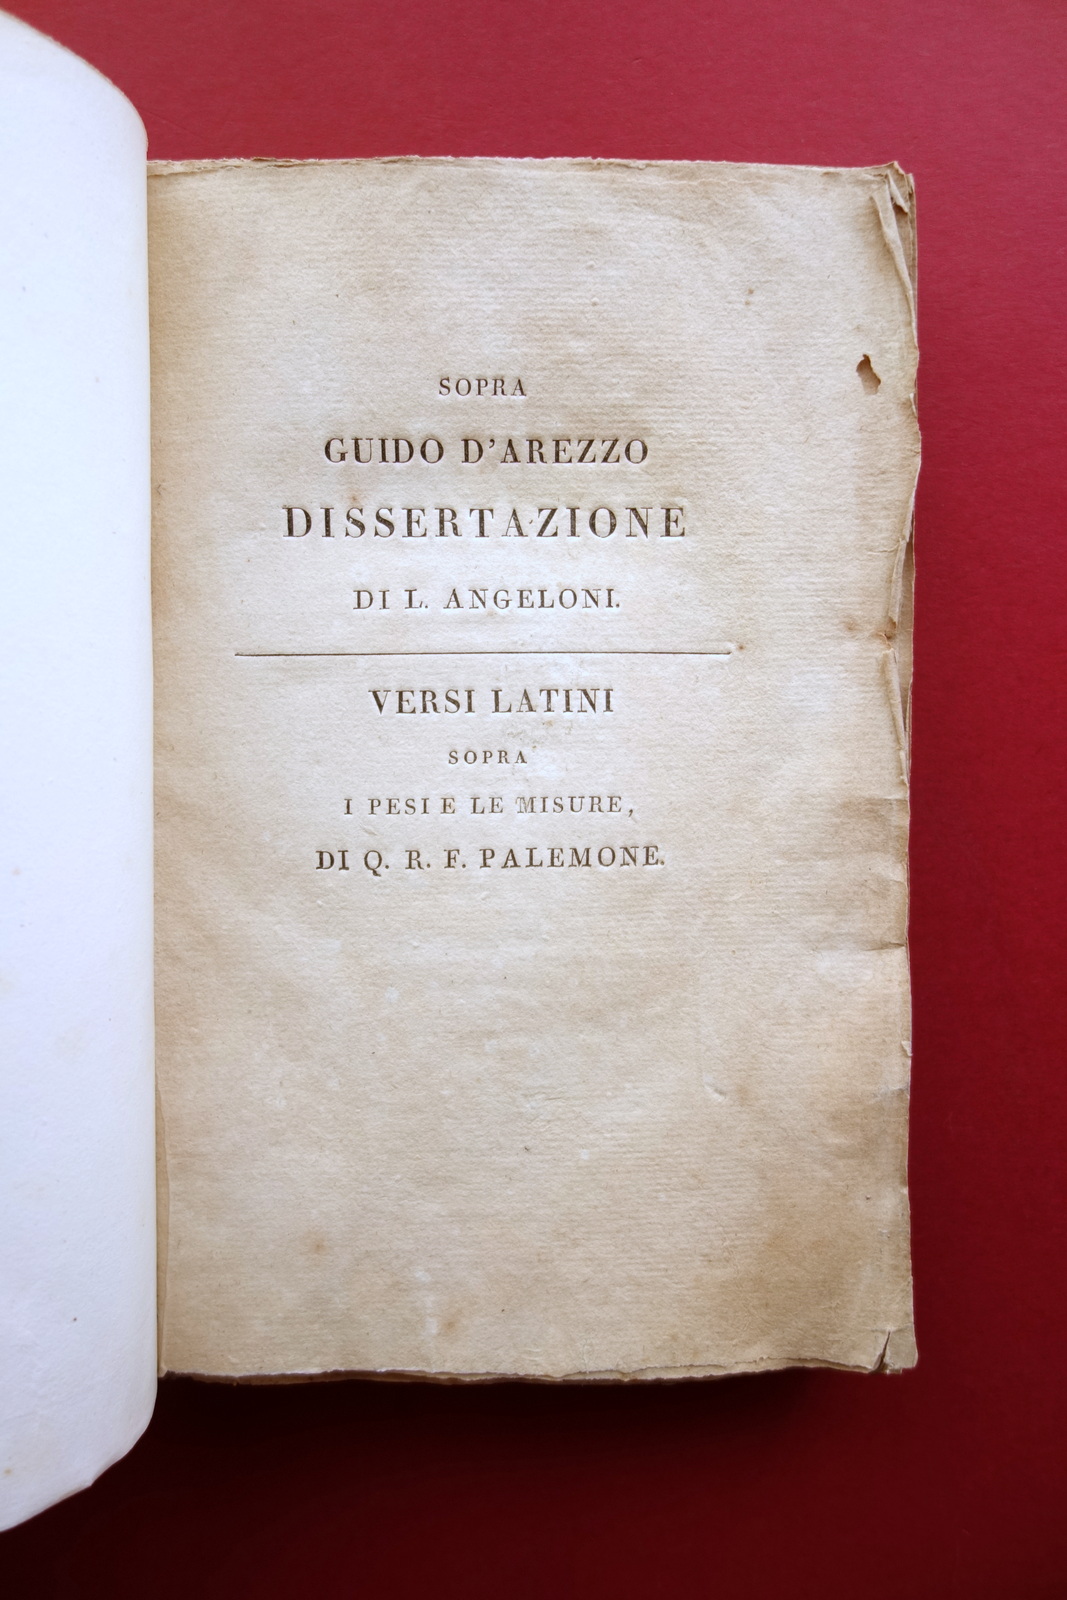 SOPRA
GUIDO D'AREZZO
DISSERTAZIONE
DI L. ANGELONI.
VERSI LATINI
SOPRA
I PESI E LE MISURE,
DI Q. R. F. PALEMONE.